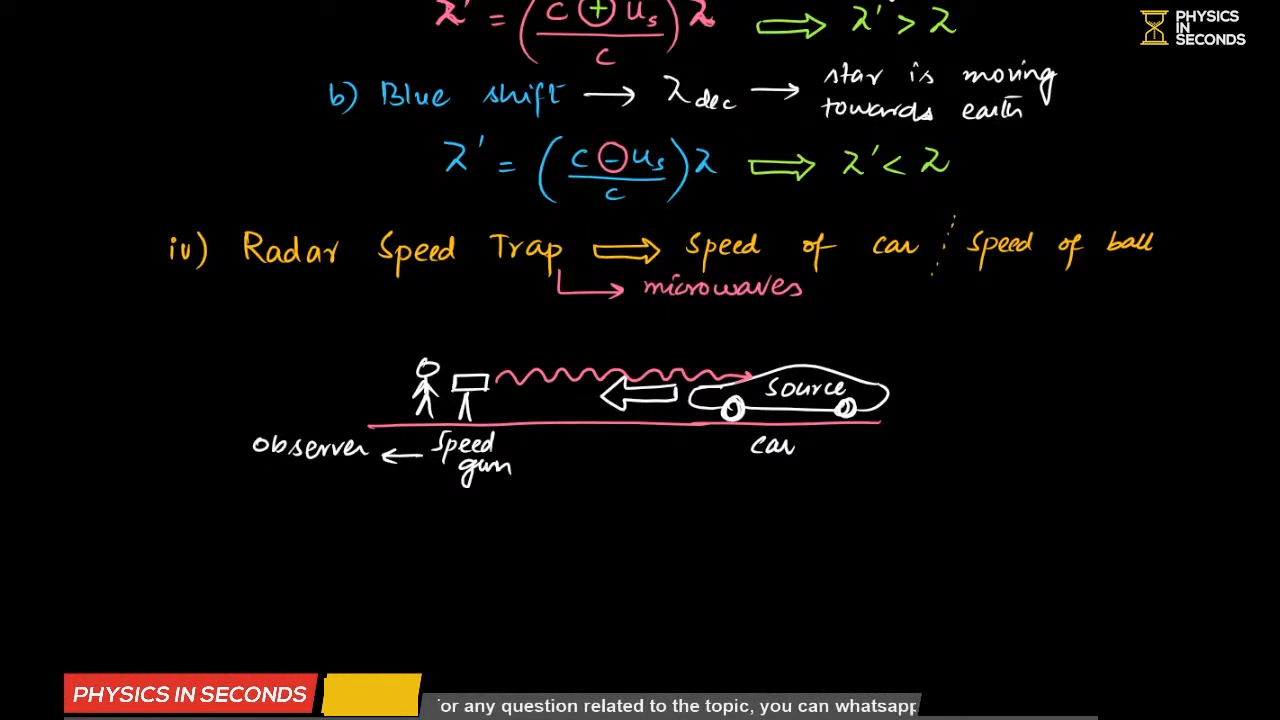 λ' = (c + us / c) λ ⟹ λ' > λ
PHYSICS
IN
SECONDS
b) Blue shift → λ dec → star is moving
towards earth
λ' = (c - us / c) λ ⟹ λ' < λ
iv) Radar Speed Trap ⟹ speed of car speed of ball
microwaves
source
observer ← speed
gun
car
PHYSICS IN SECONDS
or any question related to the topic, you can whatsapp